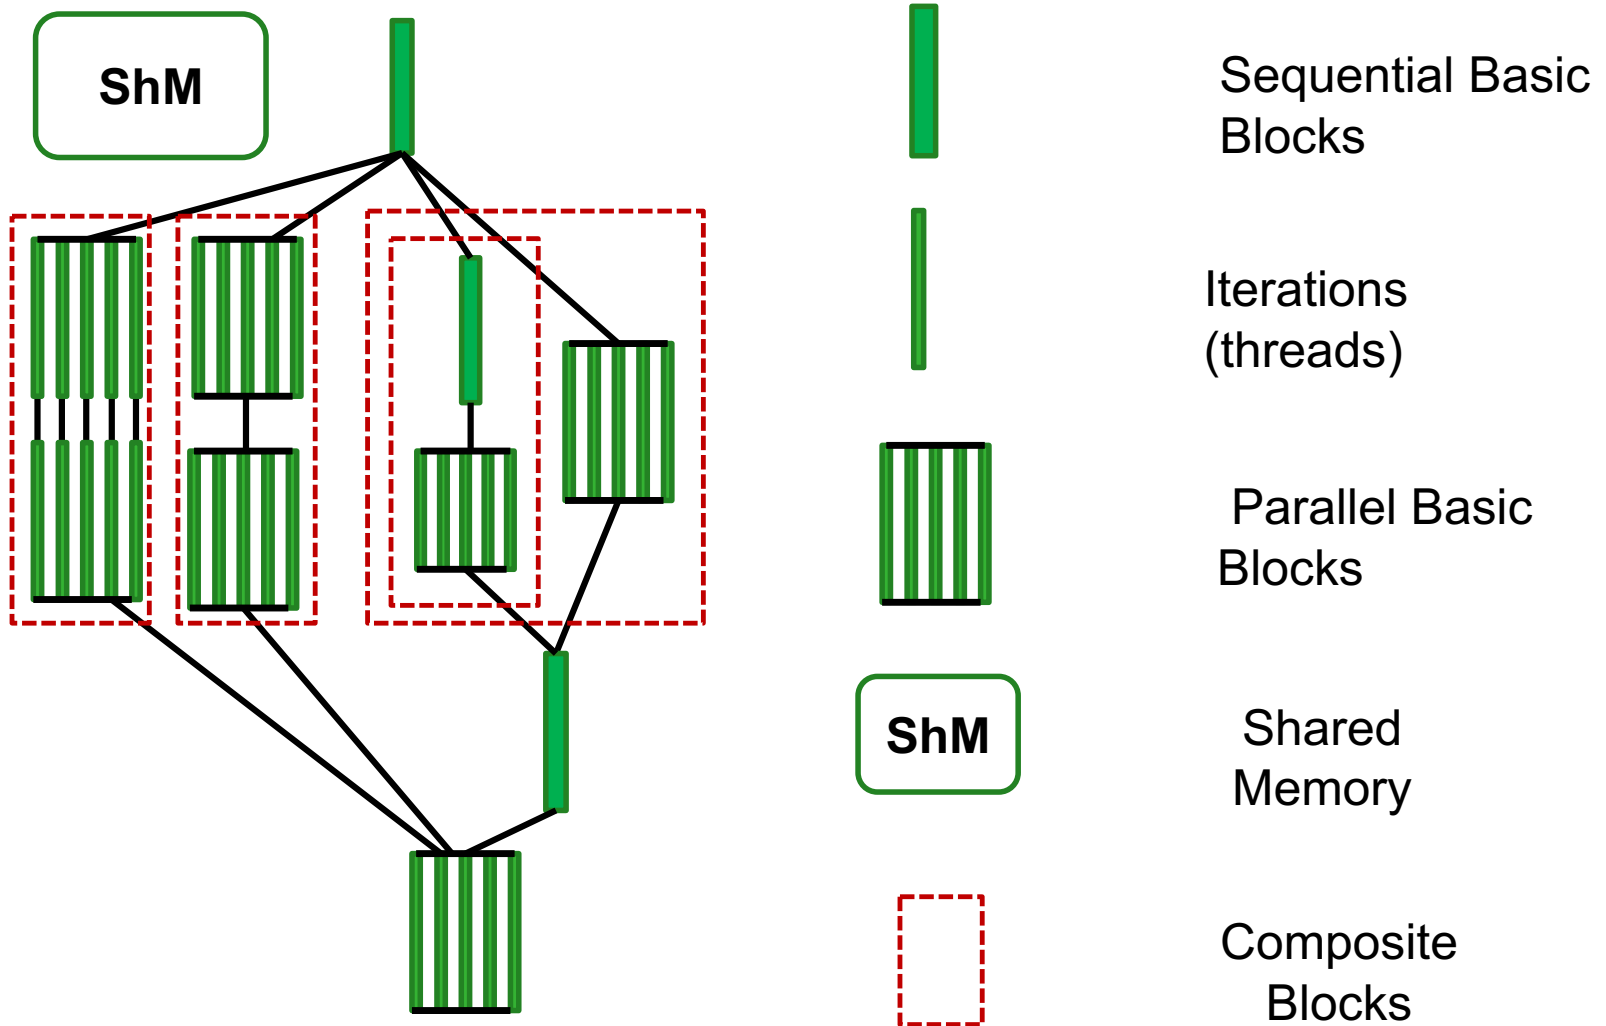 ShM
Sequential Basic
Blocks
Iterations
(threads)
Parallel Basic
Blocks
ShM
Shared
Memory
Composite
Blocks